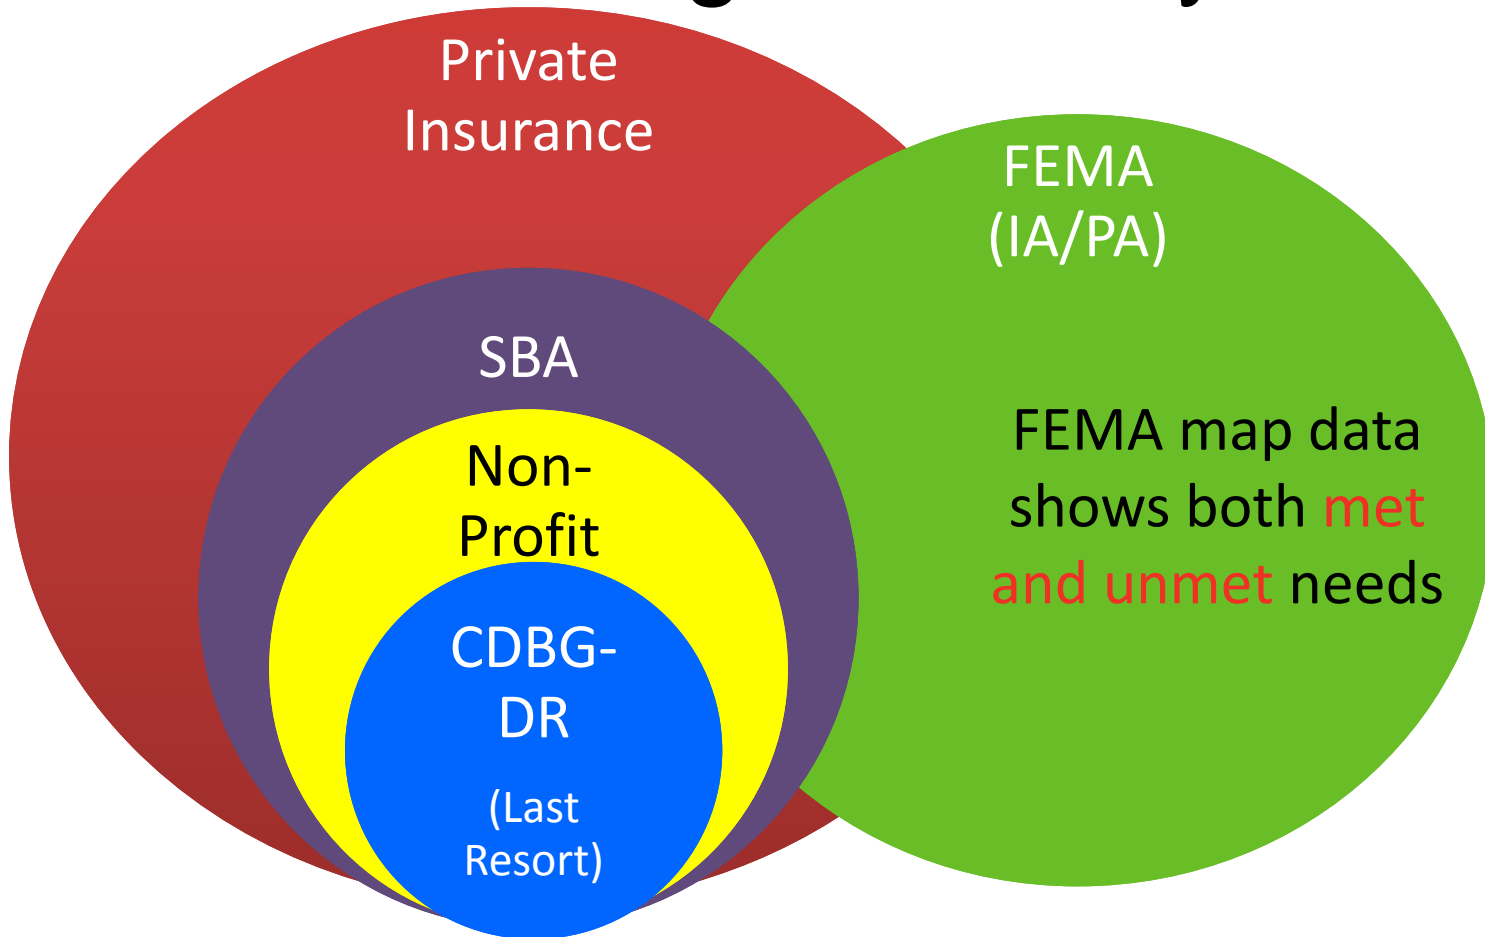 Private
Insurance
FEMA
(IA/PA)
SBA
Non-
Profit
FEMA map data
shows both met
and unmet needs
CDBG-
DR
(Last
Resort)